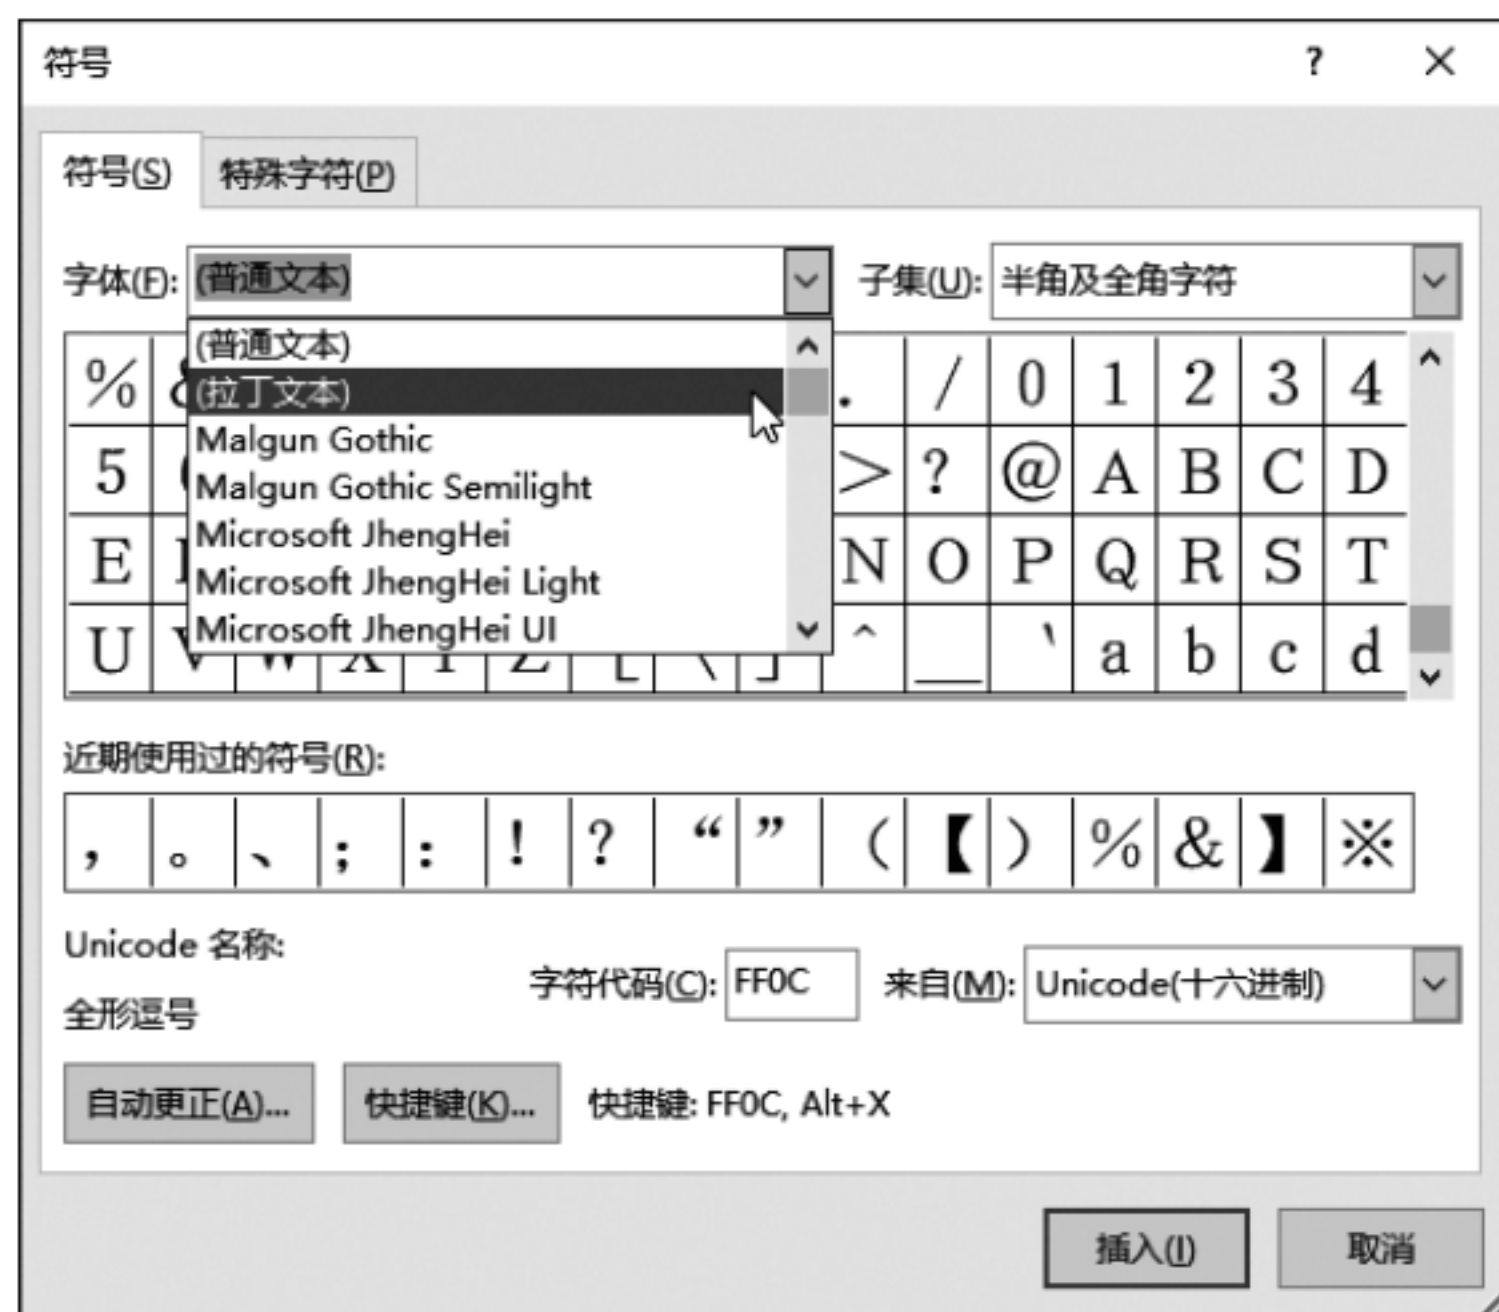 符号 ?
符号(S) 特殊字符(P)
字体(F): (普通文本) 子集(U): 半角及全角字符
(普通文本)
(拉丁文本)
Malgun Gothic
Malgun Gothic Semilight
Microsoft JhengHei
Microsoft JhengHei Light
Microsoft JhengHei UI
% . / 0 1 2 3 4
5 > ? @ A B C D
E N O P Q R S T
U V W X Y Z [ \ ] ^ _ ` a b c d
近期使用过的符号(R):
， 。 、 ； ： ！ ？ “ ” （ 【 ） % & 】 ※
Unicode 名称:
全形逗号
字符代码(C): FF0C 来自(M): Unicode(十六进制)
自动更正(A)... 快捷键(K)... 快捷键: FF0C, Alt+X
插入(I) 取消